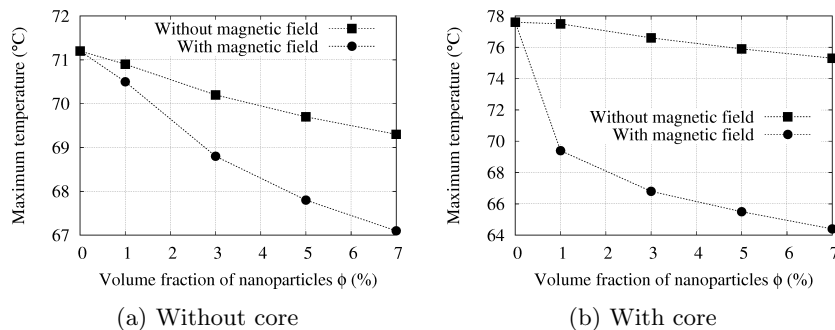 72
71
70
69
68
67
0 1 2 3 4 5 6 7
Maximum temperature (°C)
Volume fraction of nanoparticles ϕ (%)
Without magnetic field
With magnetic field
(a) Without core
78
76
74
72
70
68
66
64
0 1 2 3 4 5 6 7
Maximum temperature (°C)
Volume fraction of nanoparticles ϕ (%)
Without magnetic field
With magnetic field
(b) With core